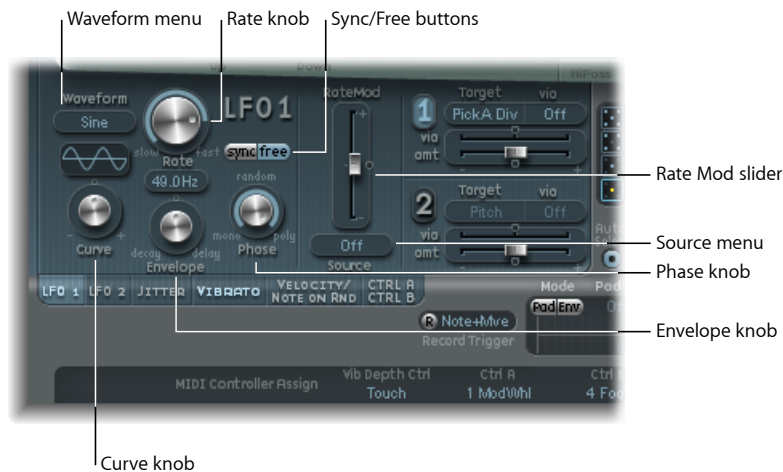 Waveform menu
Rate knob
Sync/Free buttons
Down
HiPass
Waveform
Sine
LFO 1
RateMod
+
-
slow
fast
Rate
49.0Hz
sync free
random
mono
poly
Phase
- +
Curve
decay
delay
Envelope
Off
Source
1
Target via
PickA Div Off
via
amt
- +
2
Target via
Pitch Off
via
amt
- +
Rate Mod slider
Source menu
Phase knob
Envelope knob
LFO 1
LFO 2
JITTER
VIBRATO
VELOCITY/
NOTE ON RND
CTRL A
CTRL B
Mode
Pad Env
R Note+Mve
Record Trigger
MIDI Controller Assign
Vib Depth Ctrl
Touch
Ctrl A
1 ModWhl
Curve knob